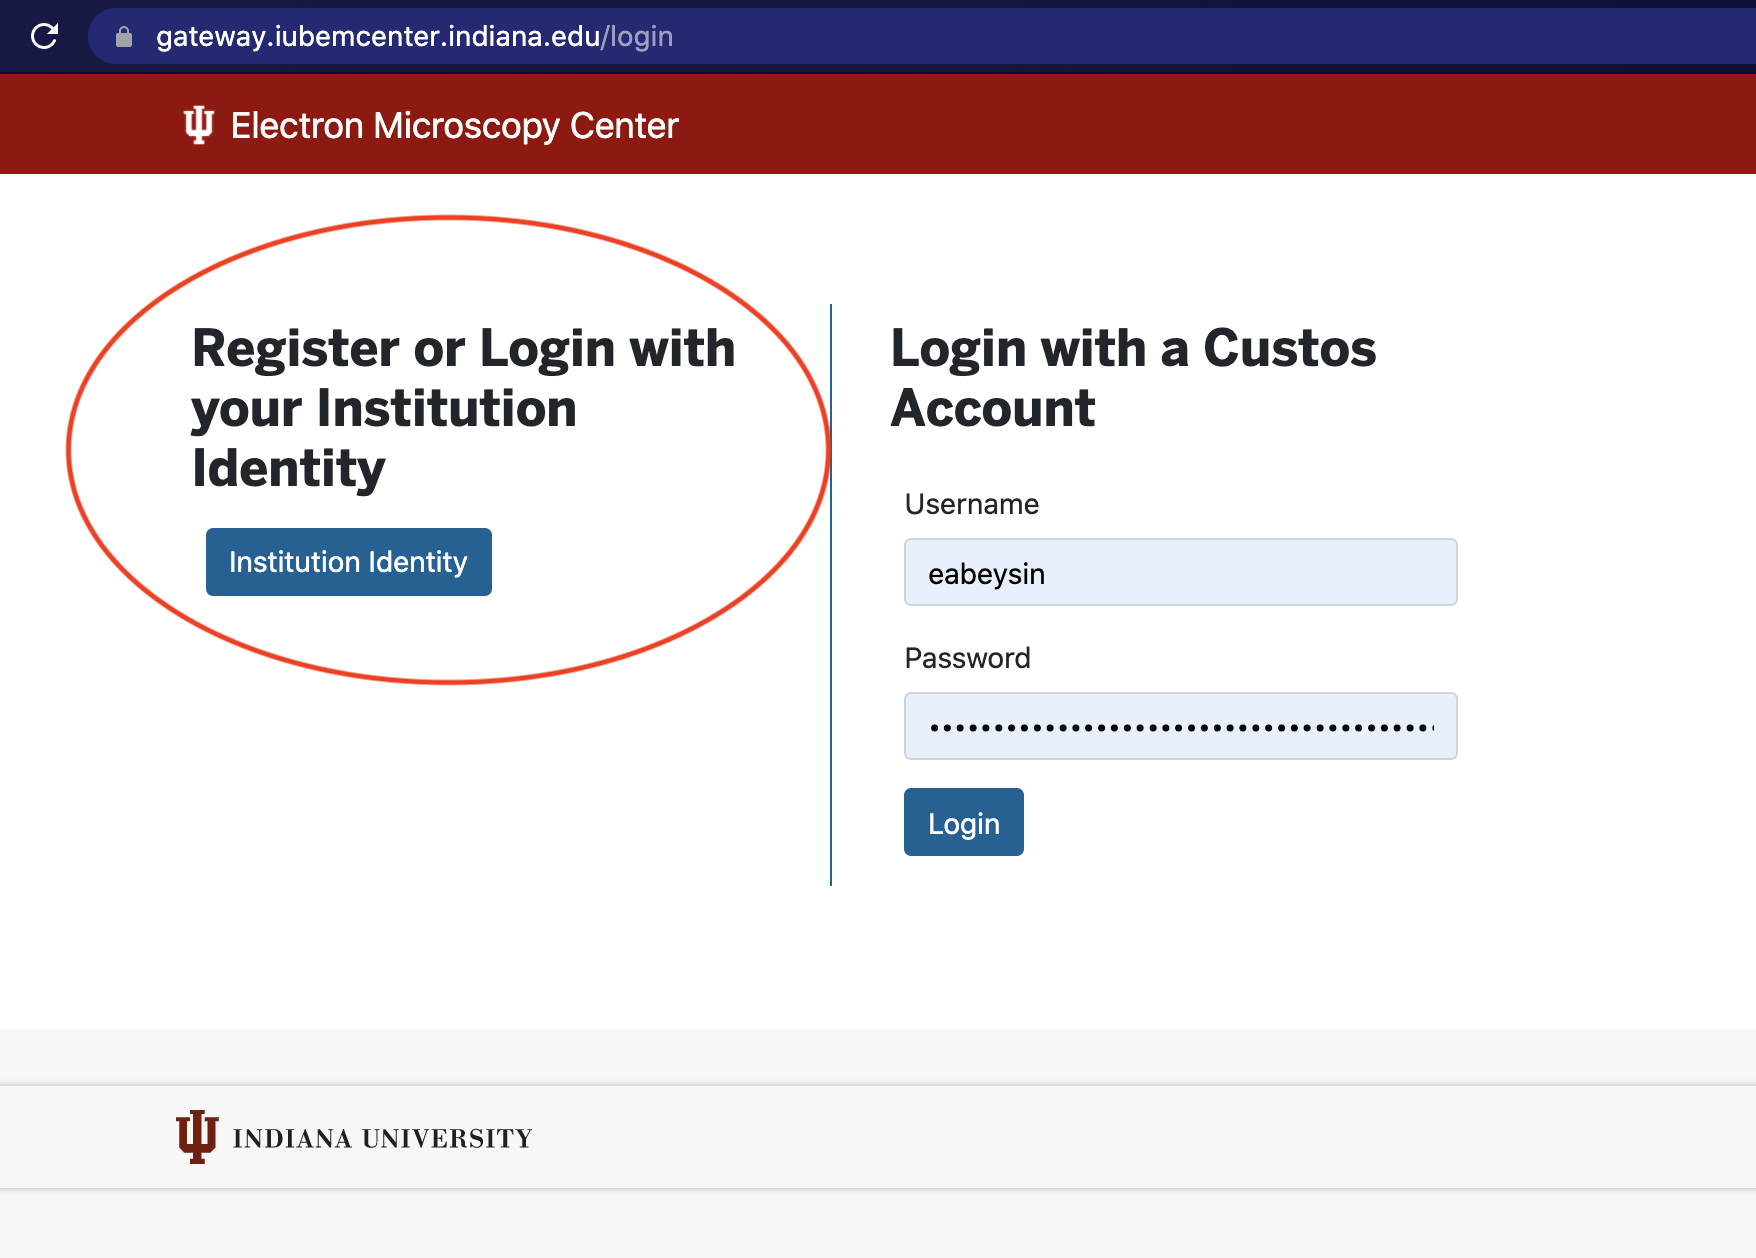 gateway.iubemcenter.indiana.edu/login
Electron Microscopy Center
Register or Login with
your Institution
Identity
Institution Identity
Login with a Custos
Account
Username
eabeysin
Password
Login
INDIANA UNIVERSITY